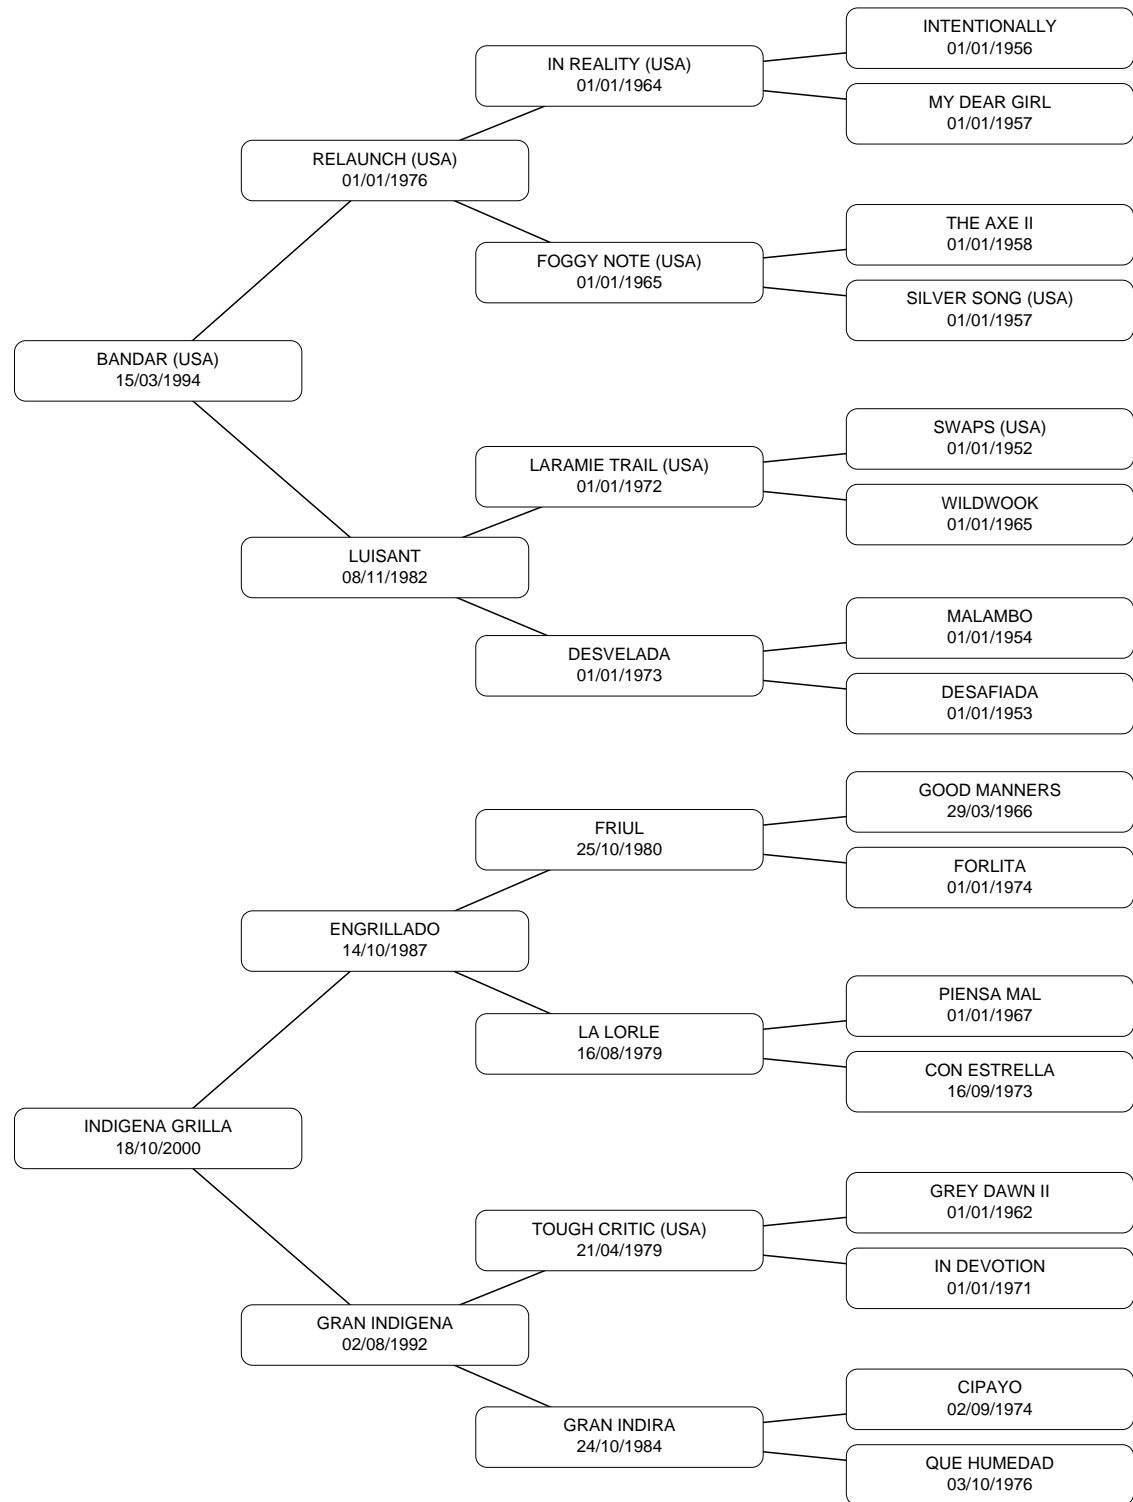 INTENTIONALLY
01/01/1956
IN REALITY (USA)
01/01/1964
MY DEAR GIRL
01/01/1957
RELAUNCH (USA)
01/01/1976
THE AXE II
01/01/1958
FOGGY NOTE (USA)
01/01/1965
SILVER SONG (USA)
01/01/1957
BANDAR (USA)
15/03/1994
SWAPS (USA)
01/01/1952
LARAMIE TRAIL (USA)
01/01/1972
WILDWOOK
01/01/1965
LUISANT
08/11/1982
MALAMBO
01/01/1954
DESVELADA
01/01/1973
DESAFIADA
01/01/1953
GOOD MANNERS
29/03/1966
FRIUL
25/10/1980
FORLITA
01/01/1974
ENGRILLADO
14/10/1987
PIENSA MAL
01/01/1967
LA LORLE
16/08/1979
CON ESTRELLA
16/09/1973
INDIGENA GRILLA
18/10/2000
GREY DAWN II
01/01/1962
TOUGH CRITIC (USA)
21/04/1979
IN DEVOTION
01/01/1971
GRAN INDIGENA
02/08/1992
CIPAYO
02/09/1974
GRAN INDIRA
24/10/1984
QUE HUMEDAD
03/10/1976